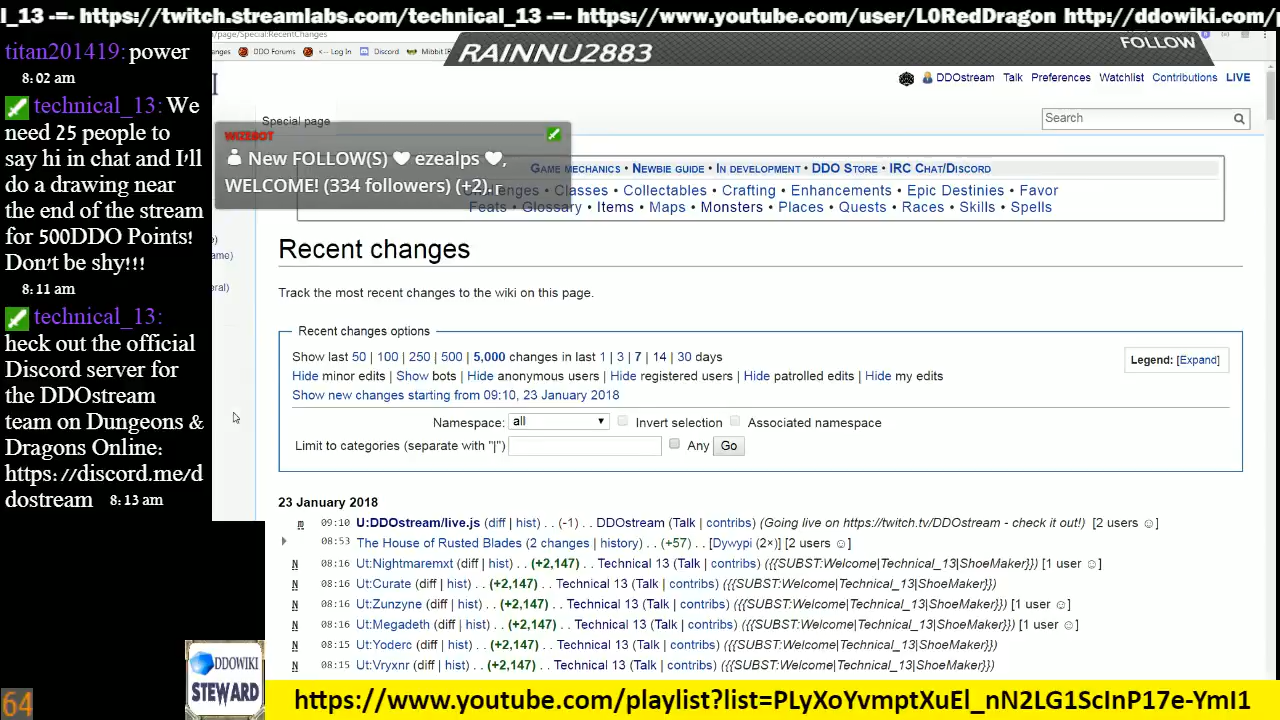 l_13 -=- https://twitch.streamlabs.com/technical_13 -=- https://www.youtube.com/user/L0RedDragon http://ddowiki.com/
titan201419: power
8:02 am
technical_13: We
need 25 people to
say hi in chat and I'll
do a drawing near
the end of the stream
for 500DDO Points!
Don't be shy!!!
8:11 am
technical_13:
heck out the official
Discord server for
the DDOstream
team on Dungeons &
Dragons Online:
https://discord.me/d
dostream 8:13 am
64
/page/Special:RecentChanges
DDO Forums <-- Log In Discord Mibbit
RAINNU2883
FOLLOW
DDOstream Talk Preferences Watchlist Contributions LIVE
Special page
Search
WIZEBOT
New FOLLOW(S) ezealps ,
WELCOME! (334 followers) (+2)
Game mechanics • Newbie guide • In development • DDO Store • IRC Chat/Discord
Challenges • Classes • Collectables • Crafting • Enhancements • Epic Destinies • Favor
Feats • Glossary • Items • Maps • Monsters • Places • Quests • Races • Skills • Spells
Recent changes
Track the most recent changes to the wiki on this page.
Recent changes options
Show last 50 | 100 | 250 | 500 | 5,000 changes in last 1 | 3 | 7 | 14 | 30 days
Legend: [Expand]
Hide minor edits | Show bots | Hide anonymous users | Hide registered users | Hide patrolled edits | Hide my edits
Show new changes starting from 09:10, 23 January 2018
Namespace: all Invert selection Associated namespace
Limit to categories (separate with "|") Any Go
23 January 2018
m 09:10 U:DDOstream/live.js (diff | hist) . . (-1) . . DDOstream (Talk | contribs) (Going live on https://twitch.tv/DDOstream - check it out!) [2 users ☺]
08:53 The House of Rusted Blades (2 changes | history) . . (+57) . . [Dywypi (2×)] [2 users ☺]
N 08:16 Ut:Nightmaremxt (diff | hist) . . (+2,147) . . Technical 13 (Talk | contribs) ({{SUBST:Welcome|Technical_13|ShoeMaker}}) [1 user ☺]
N 08:16 Ut:Curate (diff | hist) . . (+2,147) . . Technical 13 (Talk | contribs) ({{SUBST:Welcome|Technical_13|ShoeMaker}})
N 08:16 Ut:Zunzyne (diff | hist) . . (+2,147) . . Technical 13 (Talk | contribs) ({{SUBST:Welcome|Technical_13|ShoeMaker}}) [1 user ☺]
N 08:16 Ut:Megadeth (diff | hist) . . (+2,147) . . Technical 13 (Talk | contribs) ({{SUBST:Welcome|Technical_13|ShoeMaker}}) [1 user ☺]
N 08:15 Ut:Yoderc (diff | hist) . . (+2,147) . . Technical 13 (Talk | contribs) ({{SUBST:Welcome|Technical_13|ShoeMaker}})
N 08:15 Ut:Vryxnr (diff | hist) . . (+2,147) . . Technical 13 (Talk | contribs) ({{SUBST:Welcome|Technical_13|ShoeMaker}})
DDOWIKI
STEWARD
https://www.youtube.com/playlist?list=PLyXoYvmptXuEl_nN2LG1ScInP17e-YmI1